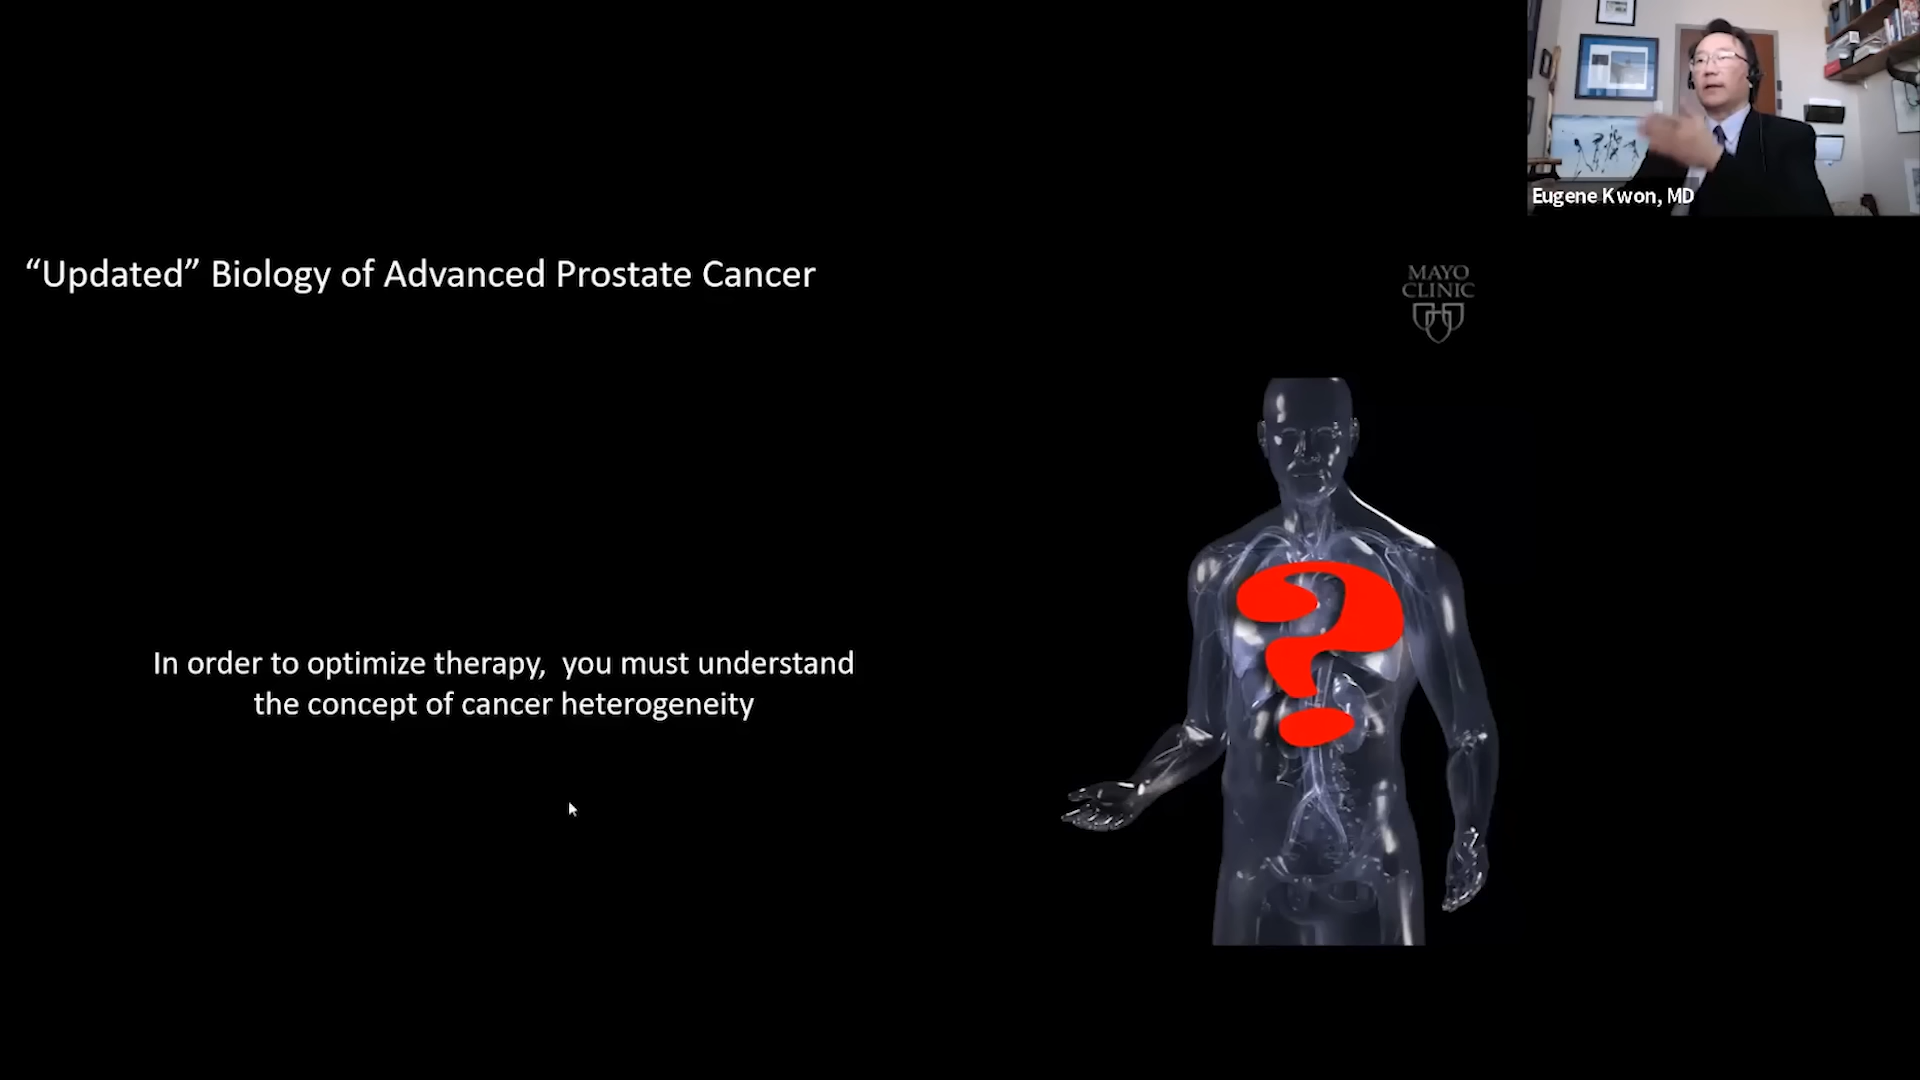 Eugene Kwon, MD
“Updated” Biology of Advanced Prostate Cancer
MAYO
CLINIC
In order to optimize therapy,  you must understand
the concept of cancer heterogeneity